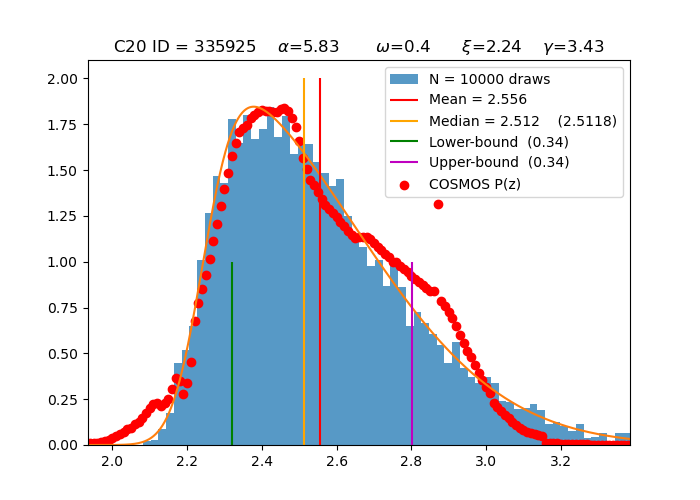 C20 ID = 335925 α=5.83 ω=0.4 ξ=2.24 γ=3.43
N = 10000 draws
Mean = 2.556
Median = 2.512 (2.5118)
Lower-bound (0.34)
Upper-bound (0.34)
COSMOS P(z)
2.00
1.75
1.50
1.25
1.00
0.75
0.50
0.25
0.00
2.0 2.2 2.4 2.6 2.8 3.0 3.2